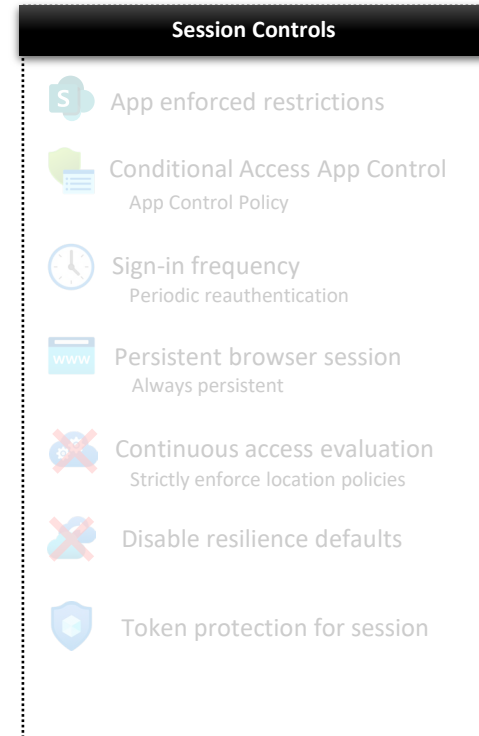 Session Controls
S
App enforced restrictions
Conditional Access App Control
App Control Policy
Sign-in frequency
Periodic reauthentication
www
Persistent browser session
Always persistent
Continuous access evaluation
Strictly enforce location policies
Disable resilience defaults
Token protection for session